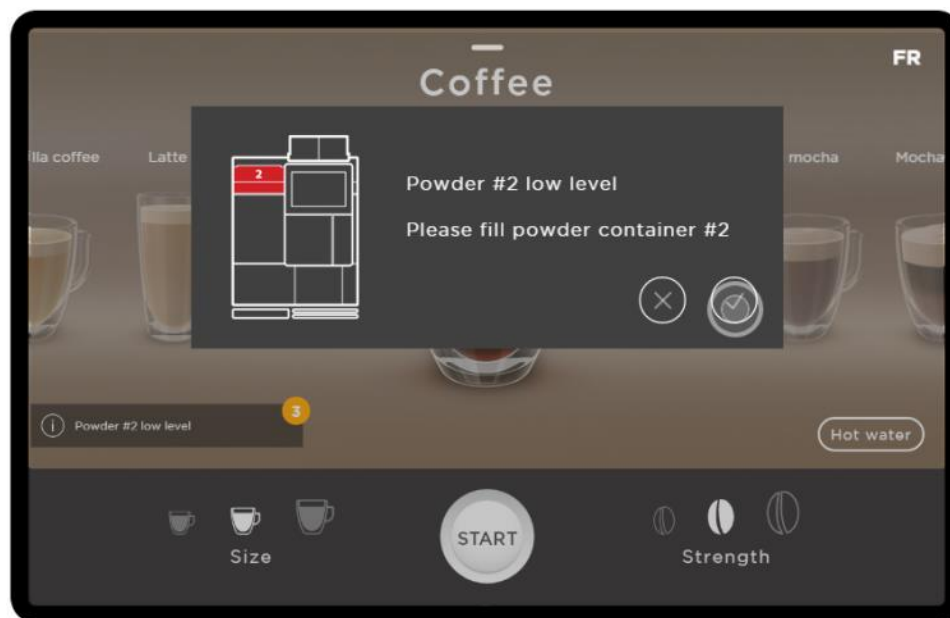 Coffee
FR
lla coffee
Latte
mocha
Mocha
2
Powder #2 low level
Please fill powder container #2
3
Powder #2 low level
Hot water
START
Size
Strength